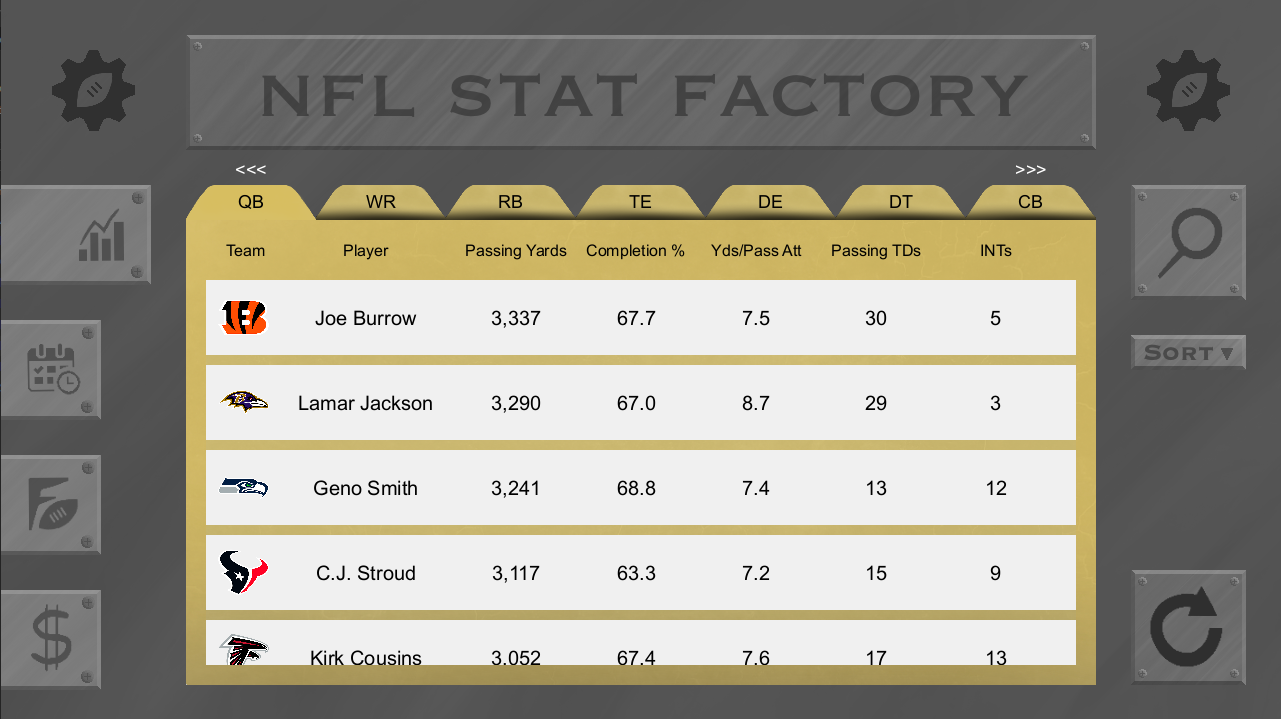 NFL STAT FACTORY
<<< >>>
QB WR RB TE DE DT CB
Team Player Passing Yards Completion % Yds/Pass Att Passing TDs INTs
Joe Burrow 3,337 67.7 7.5 30 5
Lamar Jackson 3,290 67.0 8.7 29 3
SORT ▼
Geno Smith 3,241 68.8 7.4 13 12
F
C.J. Stroud 3,117 63.3 7.2 15 9
$
Kirk Cousins 3,052 67.4 7.6 17 13